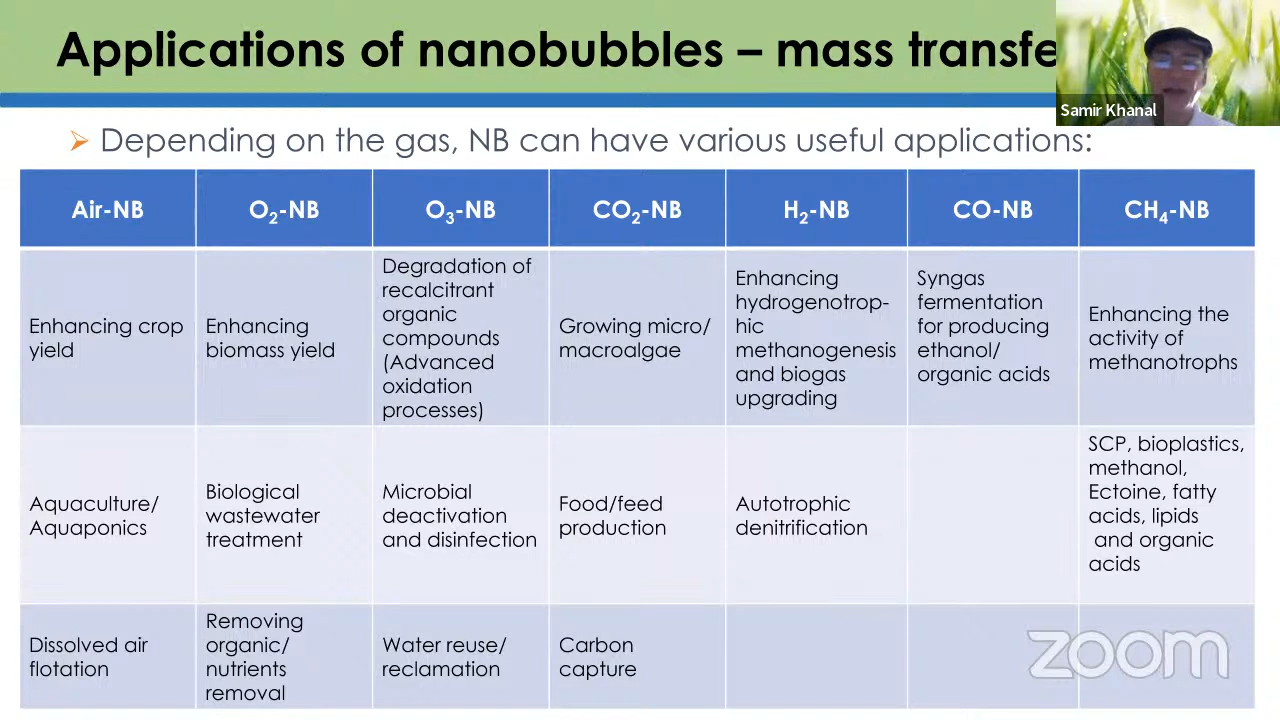 Applications of nanobubbles – mass transfe
Samir Khanal
Depending on the gas, NB can have various useful applications:
Air-NB
O₂-NB
O₃-NB
CO₂-NB
H₂-NB
CO-NB
CH₄-NB
Enhancing crop
yield
Enhancing
biomass yield
Degradation of
recalcitrant
organic
compounds
(Advanced
oxidation
processes)
Growing micro/
macroalgae
Enhancing
hydrogenotrop-
hic
methanogenesis
and biogas
upgrading
Syngas
fermentation
for producing
ethanol/
organic acids
Enhancing the
activity of
methanotrophs
Aquaculture/
Aquaponics
Biological
wastewater
treatment
Microbial
deactivation
and disinfection
Food/feed
production
Autotrophic
denitrification
SCP, bioplastics,
methanol,
Ectoine, fatty
acids, lipids
and organic
acids
Dissolved air
flotation
Removing
organic/
nutrients
removal
Water reuse/
reclamation
Carbon
capture
zoom